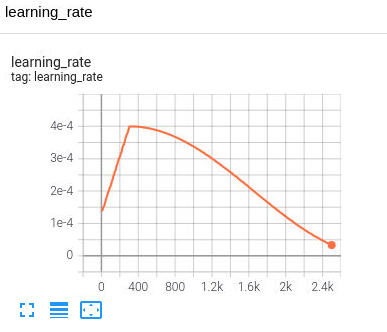 learning_rate
learning_rate
tag: learning_rate
4e-4
3e-4
2e-4
1e-4
0
0 400 800 1.2k 1.6k 2k 2.4k